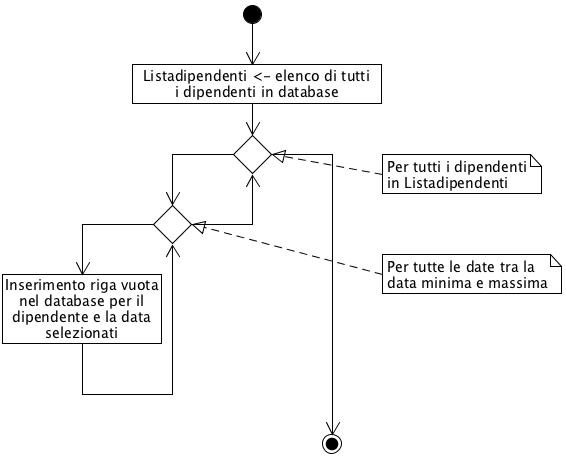 Listadipendenti <- elenco di tutti
i dipendenti in database
Per tutti i dipendenti
in Listadipendenti
Per tutte le date tra la
data minima e massima
Inserimento riga vuota
nel database per il
dipendente e la data
selezionati